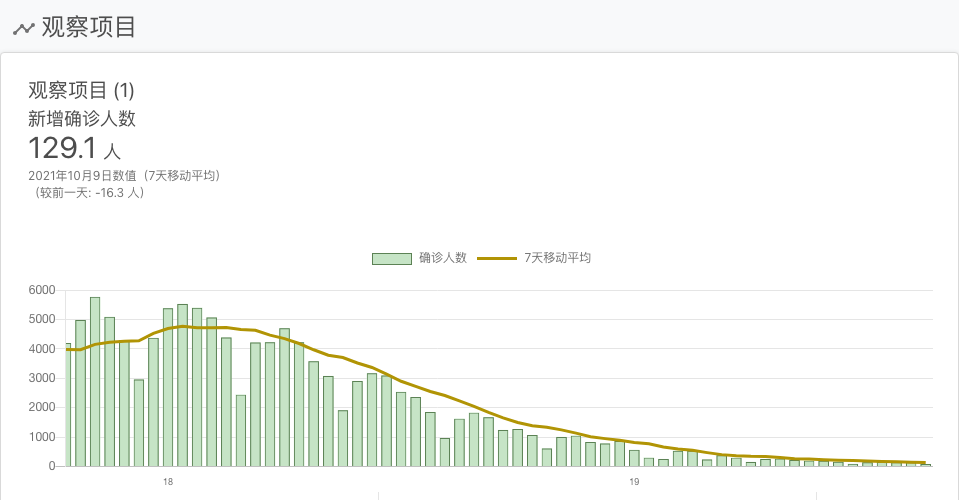 观察项目
观察项目 (1)
新增确诊人数
129.1 人
2021年10月9日数值（7天移动平均）
（较前一天: -16.3 人）
确诊人数 7天移动平均
6000
5000
4000
3000
2000
1000
0
18 19